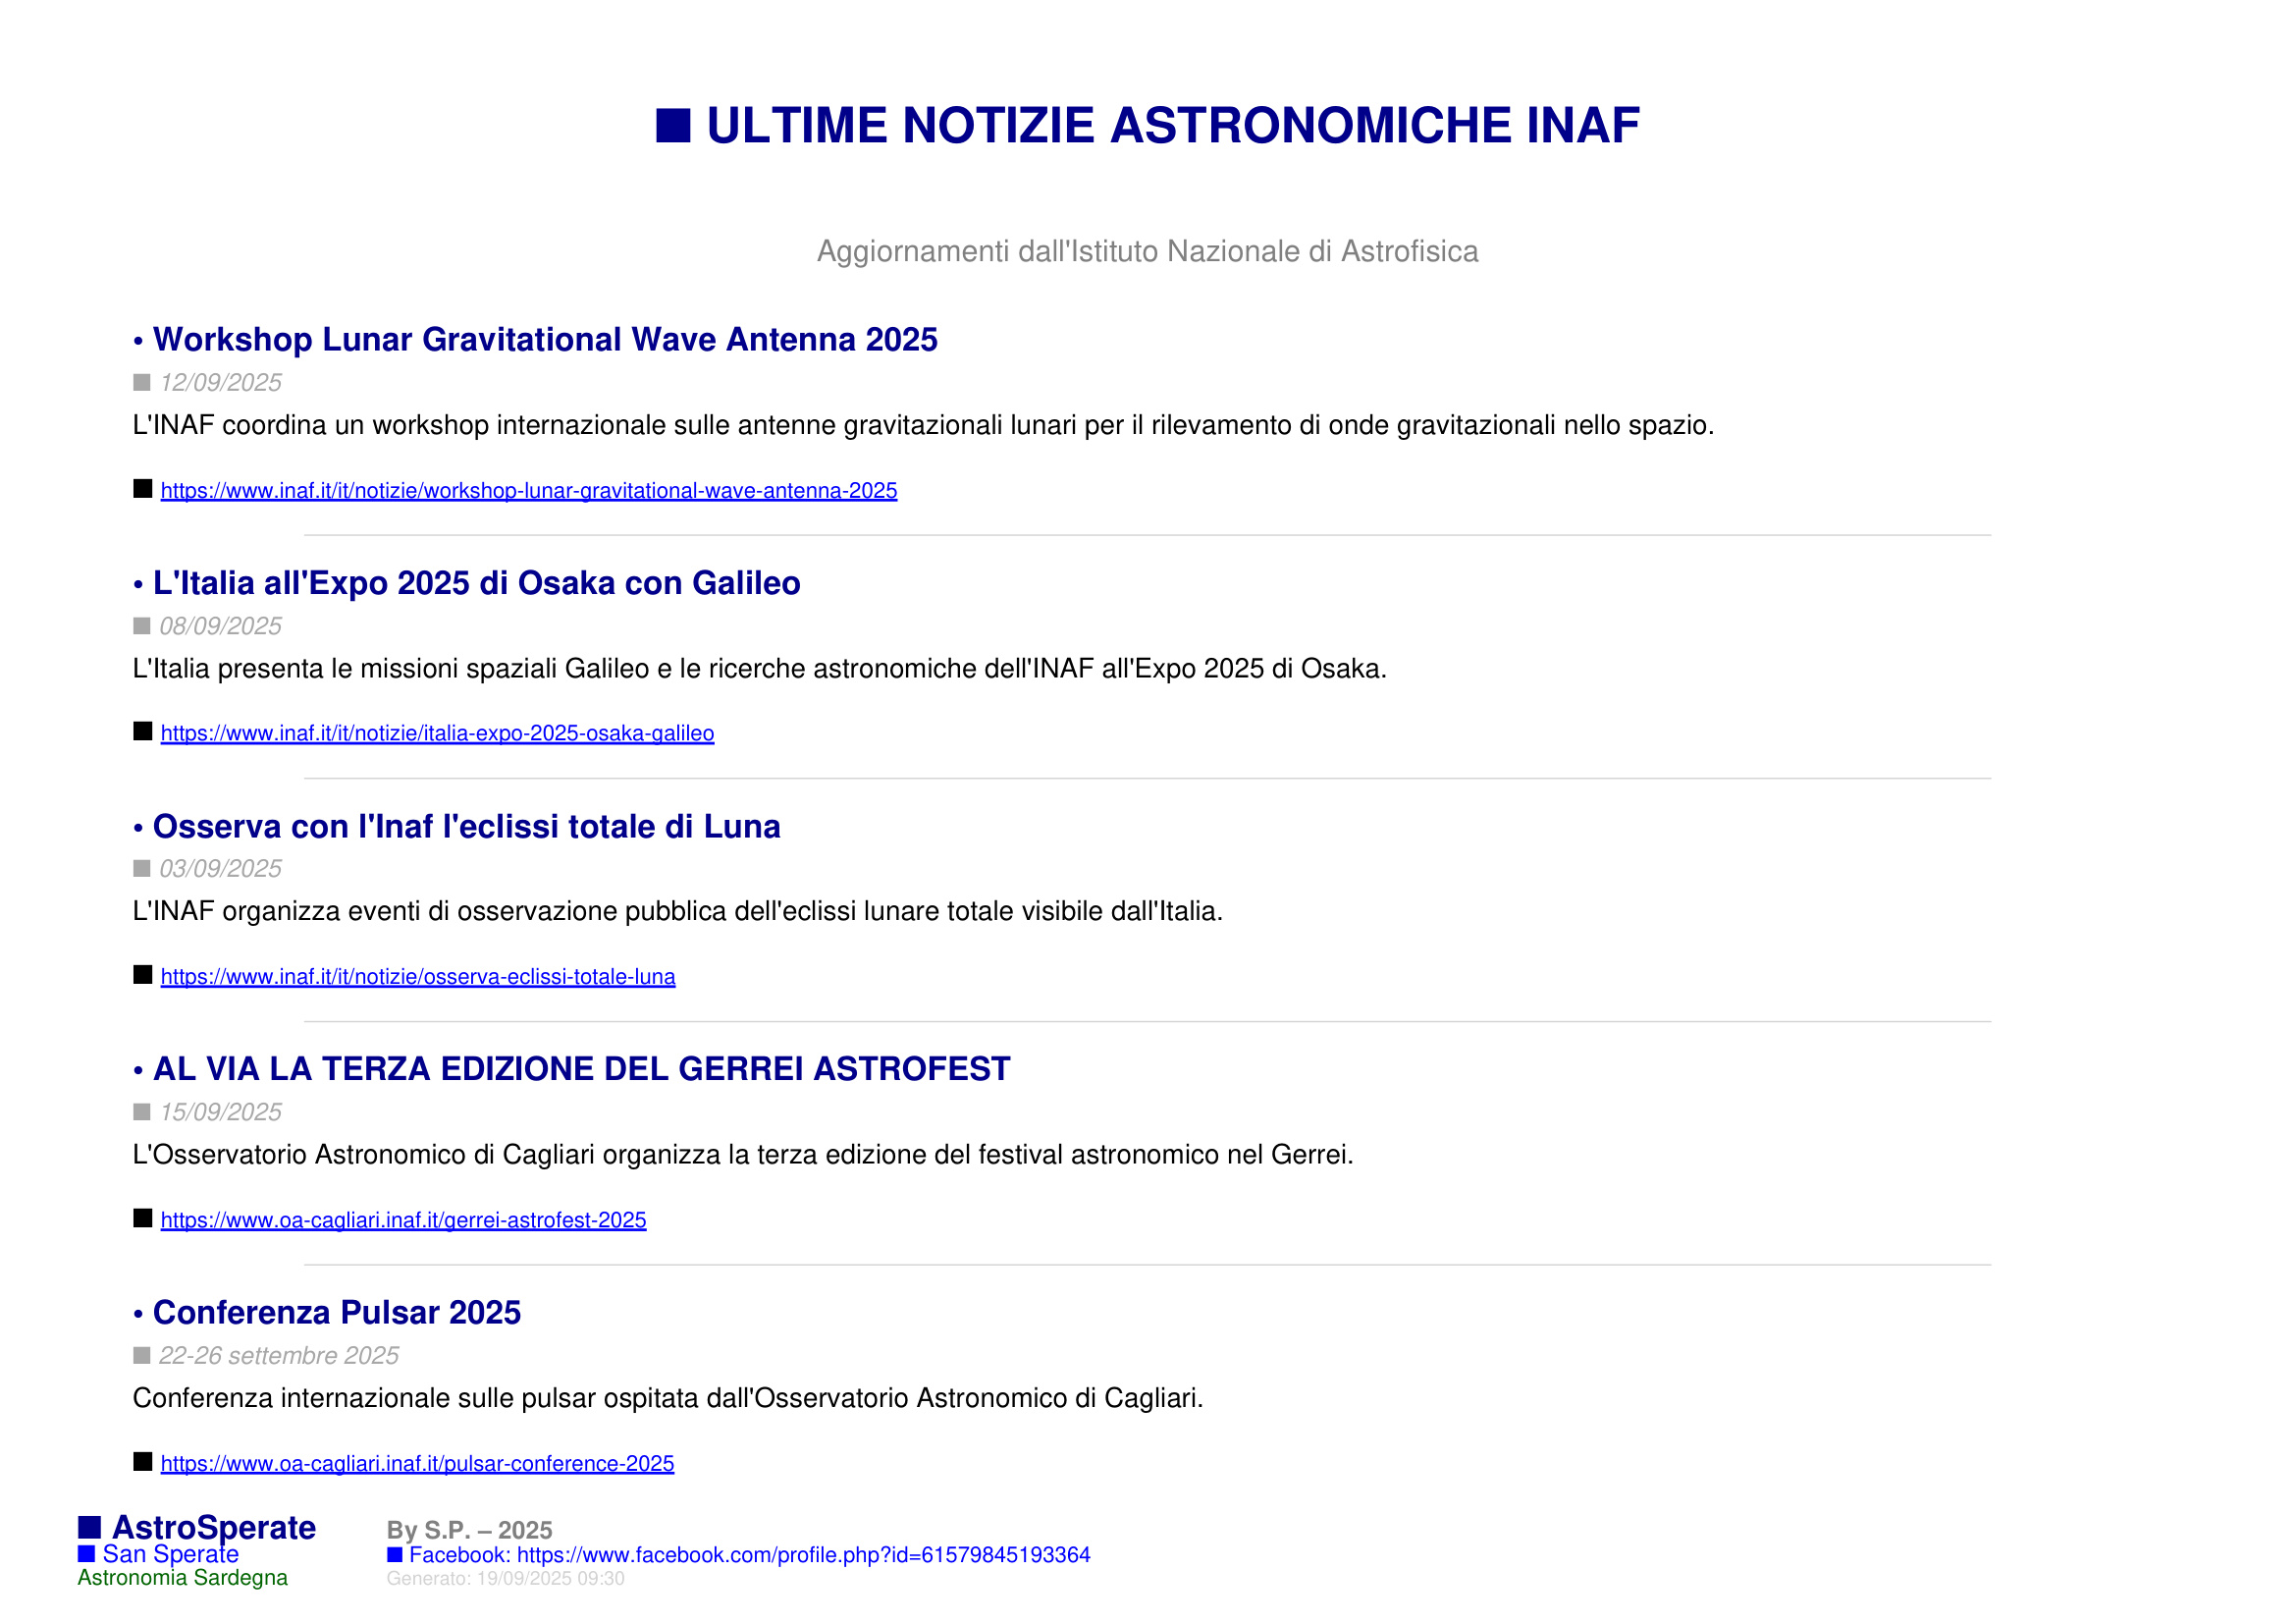 ■ ULTIME NOTIZIE ASTRONOMICHE INAF
Aggiornamenti dall'Istituto Nazionale di Astrofisica
• Workshop Lunar Gravitational Wave Antenna 2025
■ 12/09/2025
L'INAF coordina un workshop internazionale sulle antenne gravitazionali lunari per il rilevamento di onde gravitazionali nello spazio.
■ https://www.inaf.it/it/notizie/workshop-lunar-gravitational-wave-antenna-2025
• L'Italia all'Expo 2025 di Osaka con Galileo
■ 08/09/2025
L'Italia presenta le missioni spaziali Galileo e le ricerche astronomiche dell'INAF all'Expo 2025 di Osaka.
■ https://www.inaf.it/it/notizie/italia-expo-2025-osaka-galileo
• Osserva con l'Inaf l'eclissi totale di Luna
■ 03/09/2025
L'INAF organizza eventi di osservazione pubblica dell'eclissi lunare totale visibile dall'Italia.
■ https://www.inaf.it/it/notizie/osserva-eclissi-totale-luna
• AL VIA LA TERZA EDIZIONE DEL GERREI ASTROFEST
■ 15/09/2025
L'Osservatorio Astronomico di Cagliari organizza la terza edizione del festival astronomico nel Gerrei.
■ https://www.oa-cagliari.inaf.it/gerrei-astrofest-2025
• Conferenza Pulsar 2025
■ 22-26 settembre 2025
Conferenza internazionale sulle pulsar ospitata dall'Osservatorio Astronomico di Cagliari.
■ https://www.oa-cagliari.inaf.it/pulsar-conference-2025
■ AstroSperate
■ San Sperate
Astronomia Sardegna
By S.P. – 2025
■ Facebook: https://www.facebook.com/profile.php?id=61579845193364
Generato: 19/09/2025 09:30